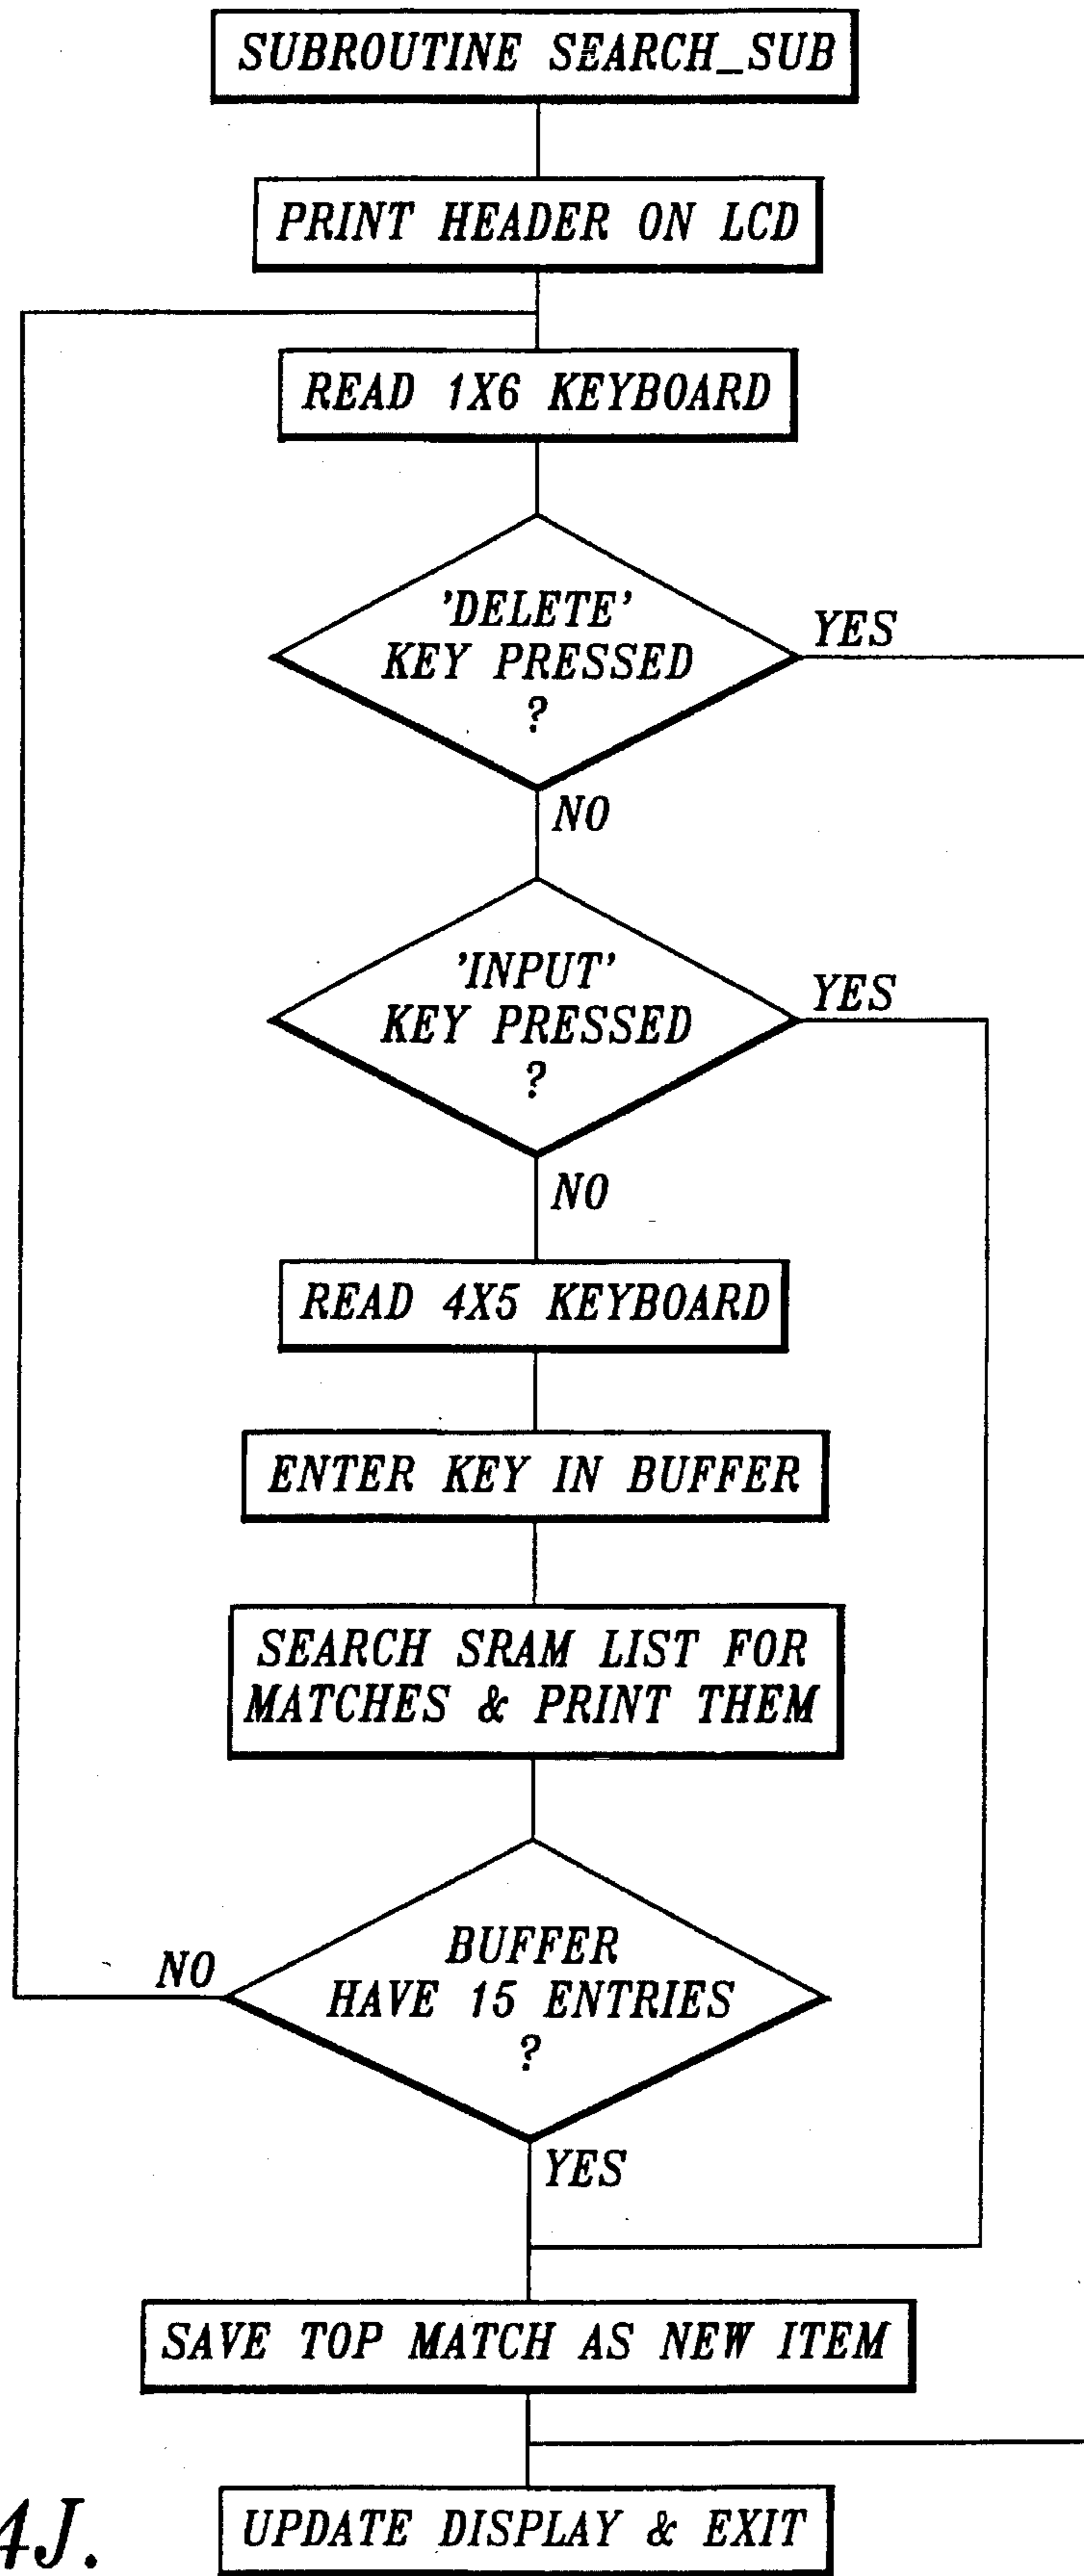 SUBROUTINE SEARCH_SUB
PRINT HEADER ON LCD
READ 1X6 KEYBOARD
'DELETE'
KEY PRESSED
?
YES
NO
'INPUT'
KEY PRESSED
?
YES
NO
READ 4X5 KEYBOARD
ENTER KEY IN BUFFER
SEARCH SRAM LIST FOR
MATCHES & PRINT THEM
BUFFER
HAVE 15 ENTRIES
?
NO
YES
SAVE TOP MATCH AS NEW ITEM
UPDATE DISPLAY & EXIT
4J.